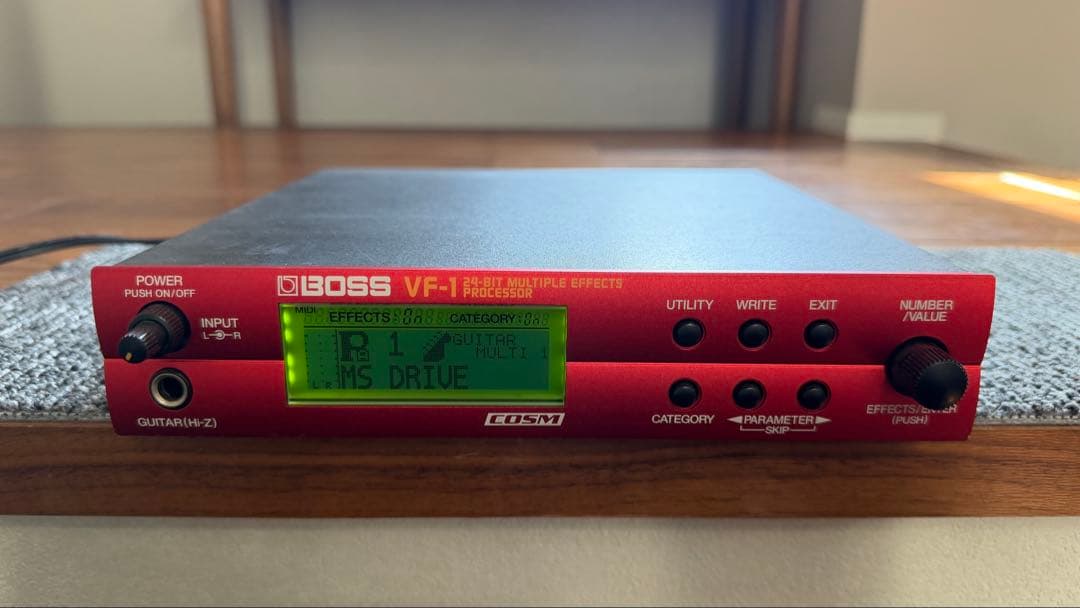 POWER
PUSH ON/OFF
INPUT
L R
GUITAR (Hi-Z)
BOSS VF-1 24-BIT MULTIPLE EFFECTS PROCESSOR
MIDI EFFECTS: On CATEGORY:
P 1 GUITAR
MULTI 1
L R MS DRIVE
COSM
UTILITY WRITE EXIT
CATEGORY PARAMETER
SKIP
NUMBER
/VALUE
EFFECTS/ENTER
(PUSH)